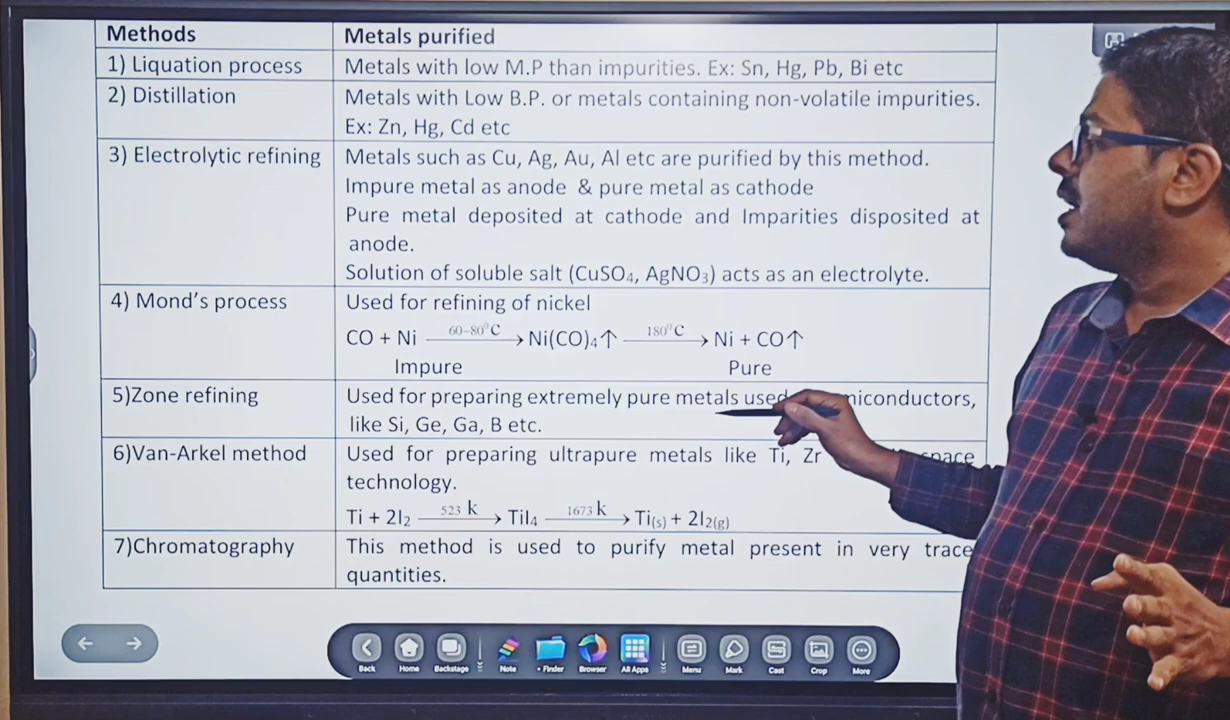 Methods
Metals purified
1) Liquation process
Metals with low M.P than impurities. Ex: Sn, Hg, Pb, Bi etc
2) Distillation
Metals with Low B.P. or metals containing non-volatile impurities.
Ex: Zn, Hg, Cd etc
3) Electrolytic refining
Metals such as Cu, Ag, Au, Al etc are purified by this method.
Impure metal as anode & pure metal as cathode
Pure metal deposited at cathode and Imparities disposited at
anode.
Solution of soluble salt (CuSO₄, AgNO₃) acts as an electrolyte.
4) Mond's process
Used for refining of nickel
CO + Ni —60–80⁰C→ Ni(CO)₄↑ —180⁰C→ Ni + CO↑
Impure Pure
5)Zone refining
Used for preparing extremely pure metals used
like Si, Ge, Ga, B etc.
6)Van-Arkel method
Used for preparing ultrapure metals like Ti, Zr space
technology.
Ti + 2I₂ —523 k→ TiI₄ —1673 k→ Ti(s) + 2I₂(g)
7)Chromatography
This method is used to purify metal present in very trace
quantities.
Back Home Backstage Note Finder Browser All Apps Menu Mark Cast Crop More